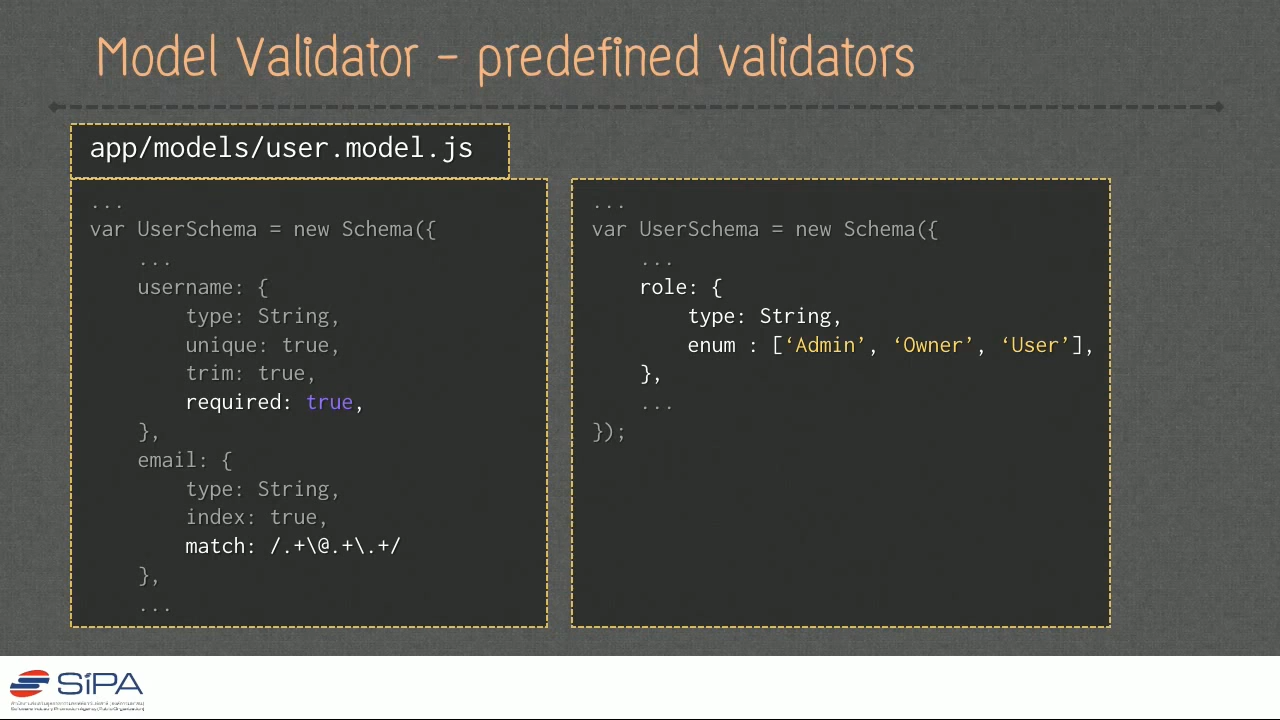 Model Validator - predefined validators
app/models/user.model.js
...
var UserSchema = new Schema({
    ...
    username: {
        type: String,
        unique: true,
        trim: true,
        required: true,
    },
    email: {
        type: String,
        index: true,
        match: /.+\@.+\.+/
    },
    ...
...
var UserSchema = new Schema({
    ...
    role: {
        type: String,
        enum : [‘Admin’, ‘Owner’, ‘User’],
    },
    ...
});
SiPA